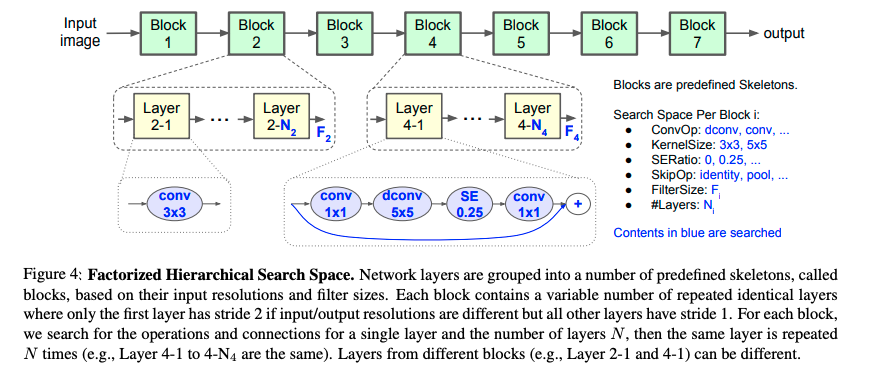 Input image
Block 1
Block 2
Block 3
Block 4
Block 5
Block 6
Block 7
output
Layer 2-1
...
Layer 2-N₂
F₂
Layer 4-1
...
Layer 4-N₄
F₄
conv 3x3
conv 1x1
dconv 5x5
SE 0.25
conv 1x1
+
Blocks are predefined Skeletons.
Search Space Per Block i:
● ConvOp: dconv, conv, ...
● KernelSize: 3x3, 5x5
● SERatio: 0, 0.25, ...
● SkipOp: identity, pool, ...
● FilterSize: Fᵢ
● #Layers: Nᵢ
Contents in blue are searched
Figure 4: Factorized Hierarchical Search Space. Network layers are grouped into a number of predefined skeletons, called
blocks, based on their input resolutions and filter sizes. Each block contains a variable number of repeated identical layers
where only the first layer has stride 2 if input/output resolutions are different but all other layers have stride 1. For each block,
we search for the operations and connections for a single layer and the number of layers N, then the same layer is repeated
N times (e.g., Layer 4-1 to 4-N₄ are the same). Layers from different blocks (e.g., Layer 2-1 and 4-1) can be different.